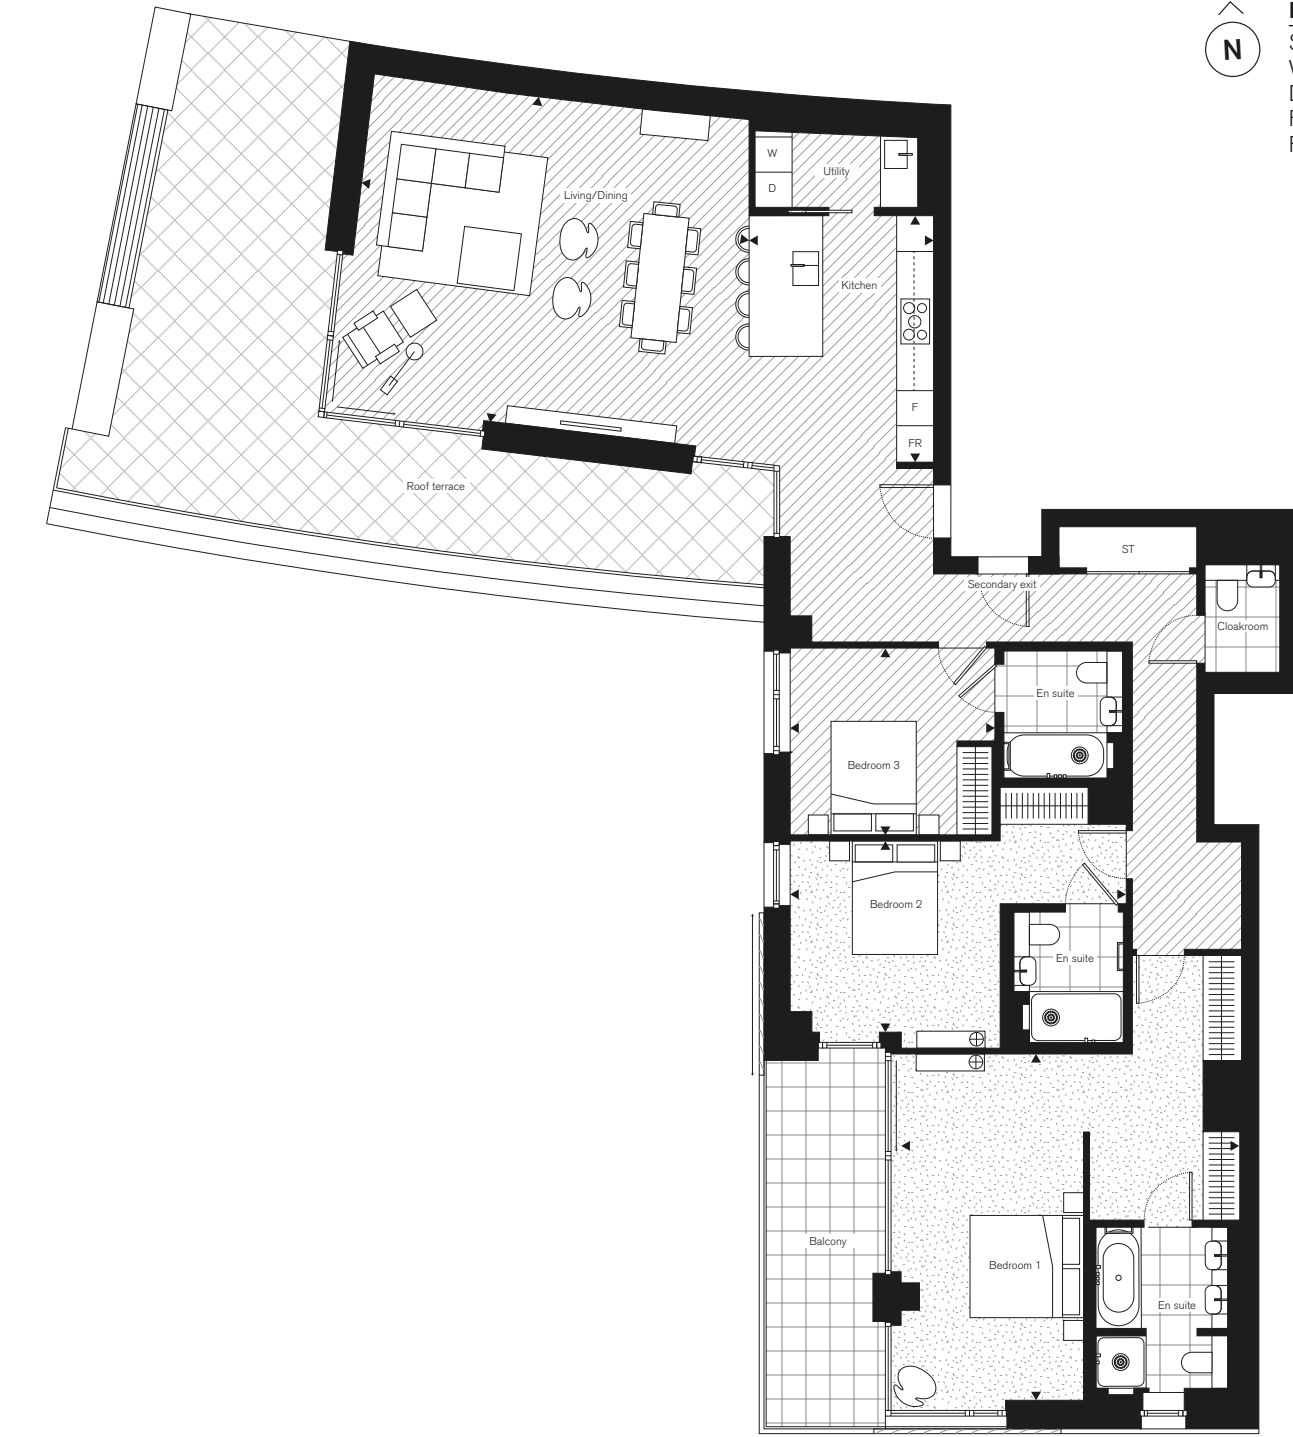 N
W
D
Utility
Living/Dining
Kitchen
F
FR
Roof terrace
ST
Secondary exit
Cloakroom
En suite
Bedroom 3
Bedroom 2
En suite
Balcony
Bedroom 1
En suite